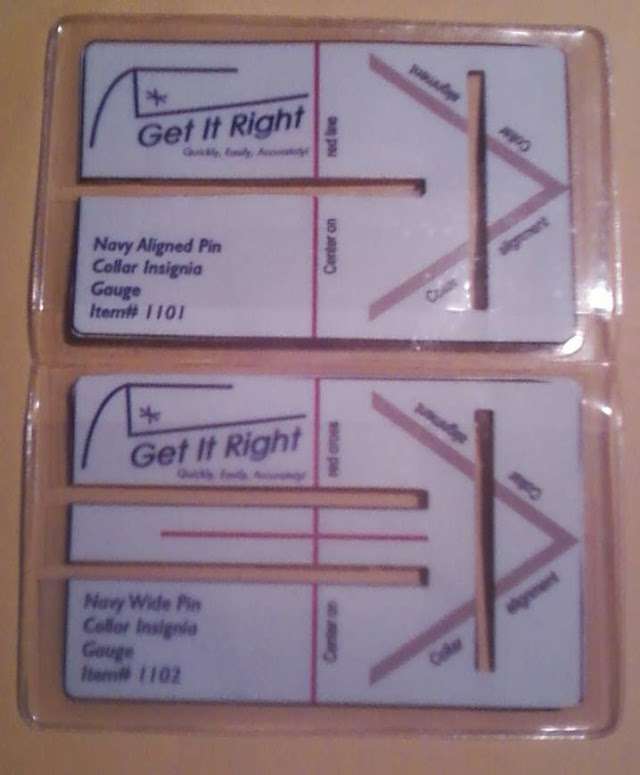 Get It Right
Quickly, Easily, Accurately!
Navy Aligned Pin
Collar Insignia
Gauge
Item# 1101
Center on
red line
Collar
alignment
Collar
alignment
Get It Right
Quickly, Easily, Accurately!
Navy Wide Pin
Collar Insignia
Gauge
Item# 1102
Center on
red cross
Collar
alignment
Collar
alignment